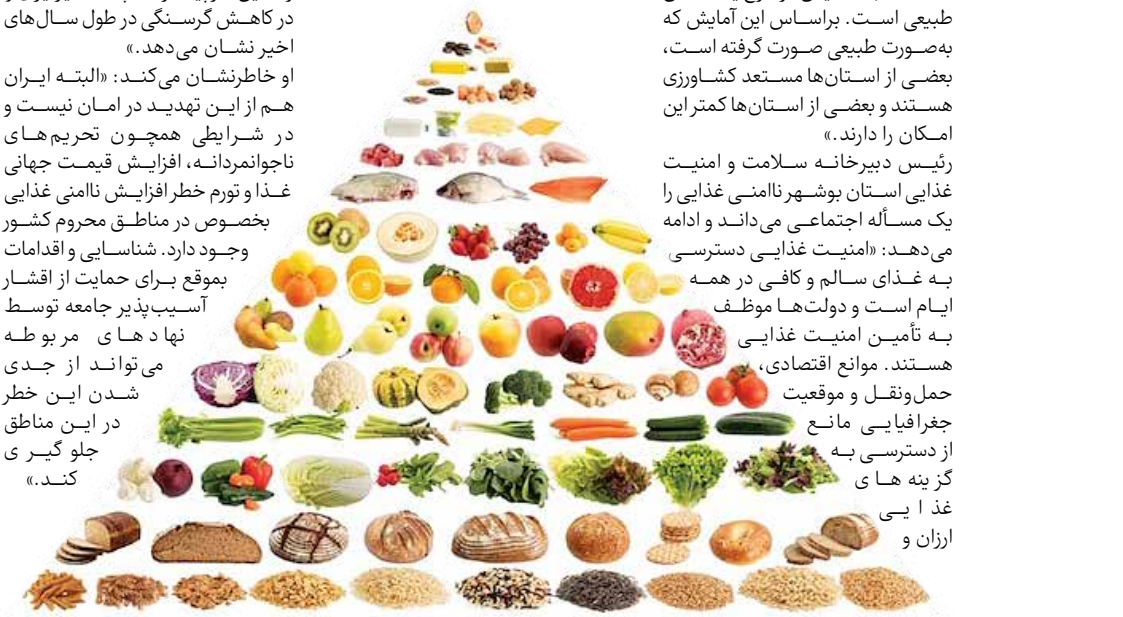 طبیعی است. براساس این آمایش که
به‌صورت طبیعی صورت گرفته است،
بعضی از استان‌ها مستعد کشاورزی
هستند و بعضی از استان‌ها کمتر این
امکان را دارند.»
رئیس دبیرخانه سلامت و امنیت
غذایی استان بوشهر ناامنی غذایی را
یک مسأله اجتماعی می‌داند و ادامه
می‌دهد: «امنیت غذایی دسترسی
به غذای سالم و کافی در همه
ایام است و دولت‌ها موظف
به تأمین امنیت غذایی
هستند. موانع اقتصادی،
حمل‌ونقل و موقعیت
جغرافیایی مانع
از دسترسی به
گزینه های
غذایی
ارزان و
در کاهش گرسنگی در طول سال‌های
اخیر نشان می‌دهد.»
او خاطرنشان می‌کند: «البته ایران
هم از این تهدید در امان نیست و
در شرایطی همچون تحریم‌های
ناجوانمردانه، افزایش قیمت جهانی
غذا و تورم خطر افزایش ناامنی غذایی
بخصوص در مناطق محروم کشور
وجود دارد. شناسایی و اقدامات
بموقع برای حمایت از اقشار
آسیب‌پذیر جامعه توسط
نهادهای مربوطه
می‌تواند از جدی
شدن این خطر
در این مناطق
جلوگیری
کند.»